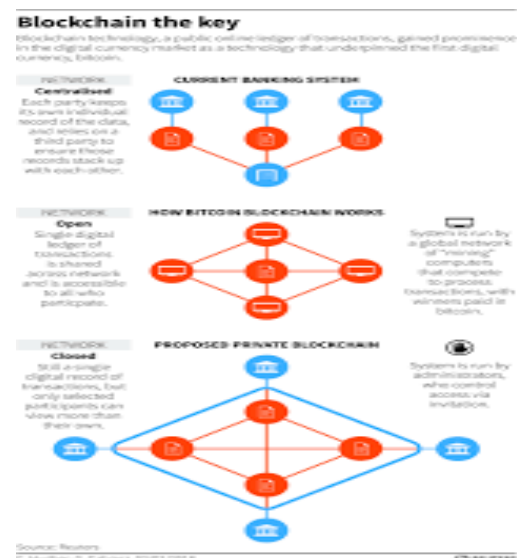 Blockchain the key
Blockchain technology, a public online ledger of transactions, gained prominence
in the digital currency market as a technology that underpinned the first digital
currency, bitcoin.
NETWORK
Centralised
Each party keeps
its own individual
record of the data,
and relies on a
third party to
ensure those
records stack up
with each other.
CURRENT BANKING SYSTEM
NETWORK
Open
Single digital
ledger of
transactions
is shared
across network
and is accessible
to all who
participate.
HOW BITCOIN BLOCKCHAIN WORKS
System is run by
a global network
of "mining"
computers
that compete
to process
transactions, with
winners paid in
bitcoin.
NETWORK
Closed
Still a single
digital record of
transactions, but
only selected
participants can
view more than
their own.
PROPOSED PRIVATE BLOCKCHAIN
System is run by
administrators,
who control
access via
invitation.
Source: Reuters